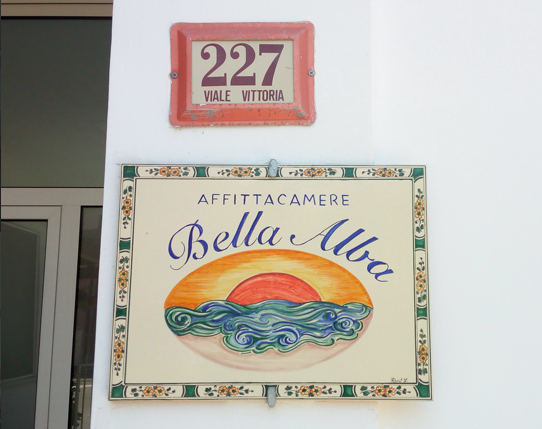 227
VIALE VITTORIA
AFFITTACAMERE
Bella Alba